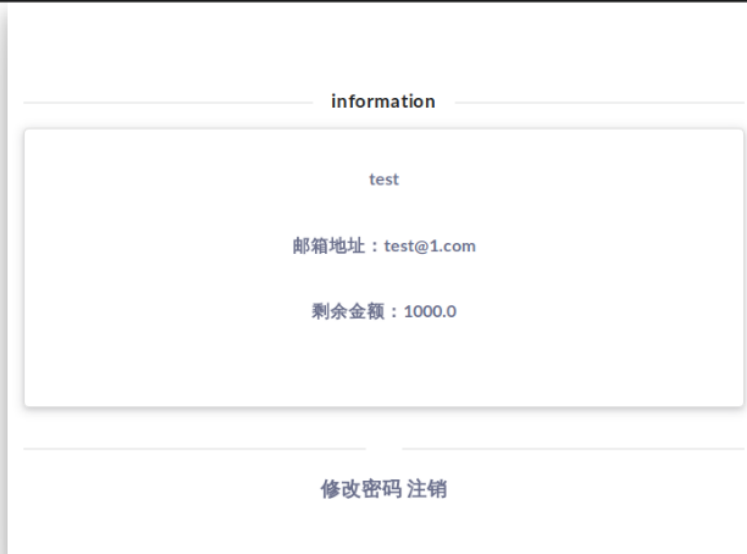 information
test
邮箱地址：test@1.com
剩余金额：1000.0
修改密码 注销